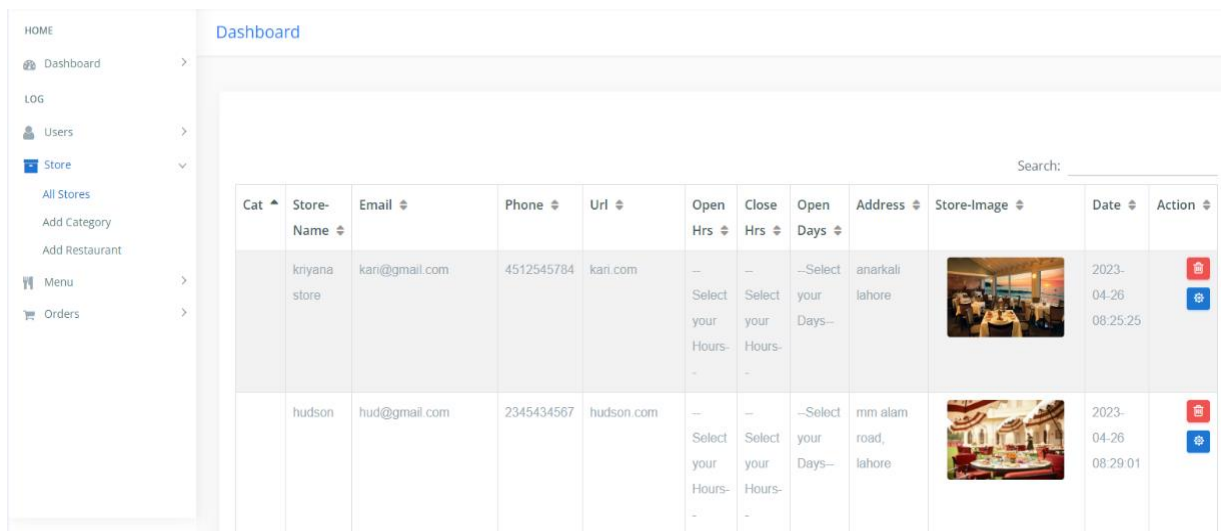 HOME
Dashboard
LOG
Users
Store
All Stores
Add Category
Add Restaurant
Menu
Orders
Dashboard
Search:
Cat Store- Email Phone Url Open Close Open Address Store-Image Date Action
Name Hrs Hrs Days
kriyana kari@gmail.com 4512545784 kari.com -- -- --Select anarkali 2023-
store Select Select your lahore 04-26
your your Days-- 08:25:25
Hours- Hours-
- -
hudson hud@gmail.com 2345434567 hudson.com -- -- --Select mm alam 2023-
Select Select your road, 04-26
your your Days-- lahore 08:29:01
Hours- Hours-
- -